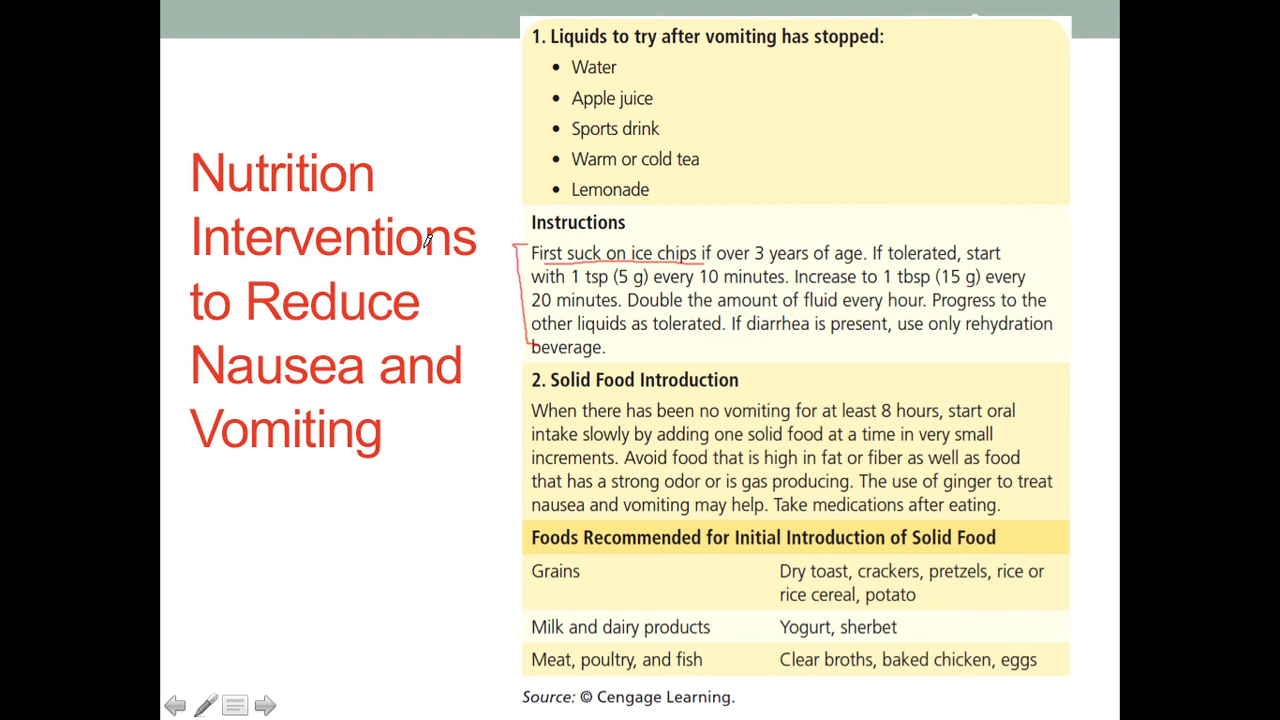 Nutrition
Interventions
to Reduce
Nausea and
Vomiting
1. Liquids to try after vomiting has stopped:
• Water
• Apple juice
• Sports drink
• Warm or cold tea
• Lemonade
Instructions
First suck on ice chips if over 3 years of age. If tolerated, start
with 1 tsp (5 g) every 10 minutes. Increase to 1 tbsp (15 g) every
20 minutes. Double the amount of fluid every hour. Progress to the
other liquids as tolerated. If diarrhea is present, use only rehydration
beverage.
2. Solid Food Introduction
When there has been no vomiting for at least 8 hours, start oral
intake slowly by adding one solid food at a time in very small
increments. Avoid food that is high in fat or fiber as well as food
that has a strong odor or is gas producing. The use of ginger to treat
nausea and vomiting may help. Take medications after eating.
Foods Recommended for Initial Introduction of Solid Food
Grains Dry toast, crackers, pretzels, rice or
rice cereal, potato
Milk and dairy products Yogurt, sherbet
Meat, poultry, and fish Clear broths, baked chicken, eggs
Source: © Cengage Learning.